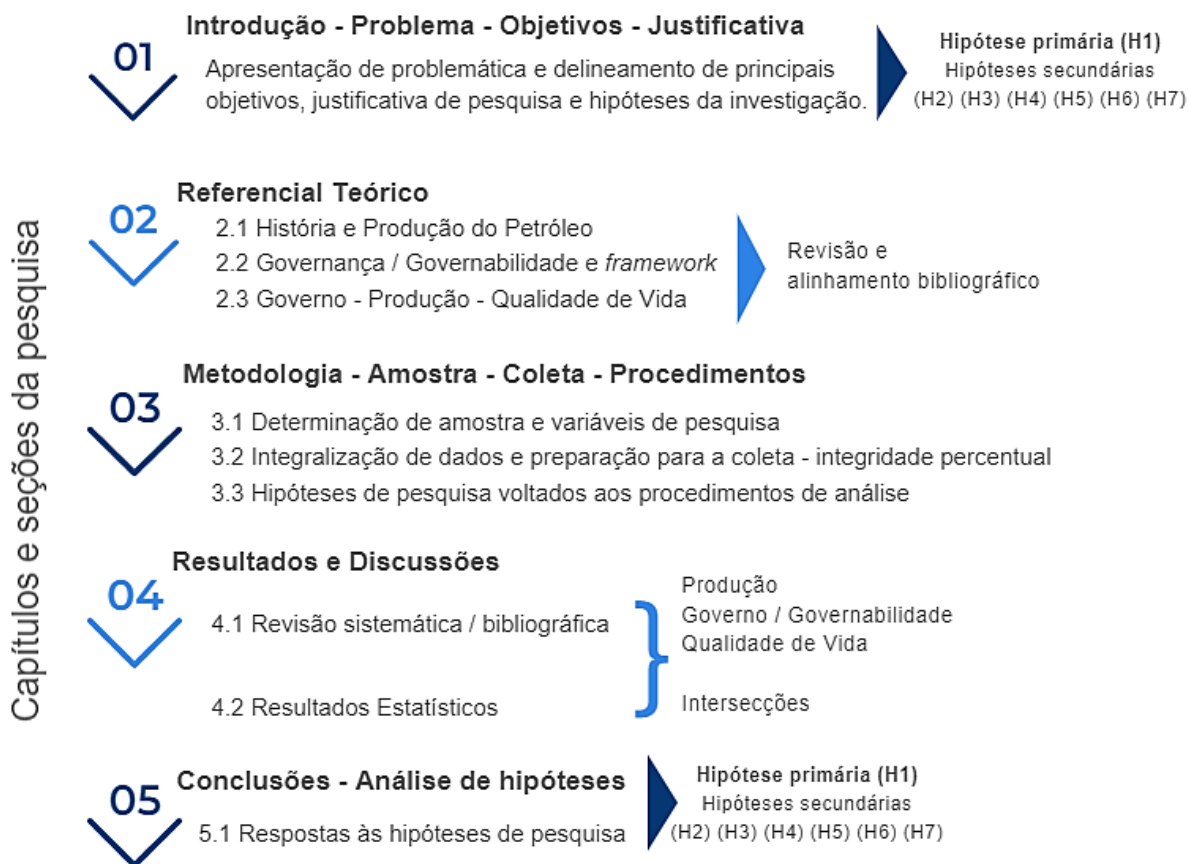 Capítulos e seções da pesquisa
01
Introdução - Problema - Objetivos - Justificativa
Apresentação de problemática e delineamento de principais
objetivos, justificativa de pesquisa e hipóteses da investigação.
Hipótese primária (H1)
Hipóteses secundárias
(H2) (H3) (H4) (H5) (H6) (H7)
02
Referencial Teórico
2.1 História e Produção do Petróleo
2.2 Governança / Governabilidade e framework
2.3 Governo - Produção - Qualidade de Vida
Revisão e
alinhamento bibliográfico
03
Metodologia - Amostra - Coleta - Procedimentos
3.1 Determinação de amostra e variáveis de pesquisa
3.2 Integralização de dados e preparação para a coleta - integridade percentual
3.3 Hipóteses de pesquisa voltados aos procedimentos de análise
04
Resultados e Discussões
4.1 Revisão sistemática / bibliográfica
4.2 Resultados Estatísticos
Produção
Governo / Governabilidade
Qualidade de Vida
Intersecções
05
Conclusões - Análise de hipóteses
5.1 Respostas às hipóteses de pesquisa
Hipótese primária (H1)
Hipóteses secundárias
(H2) (H3) (H4) (H5) (H6) (H7)